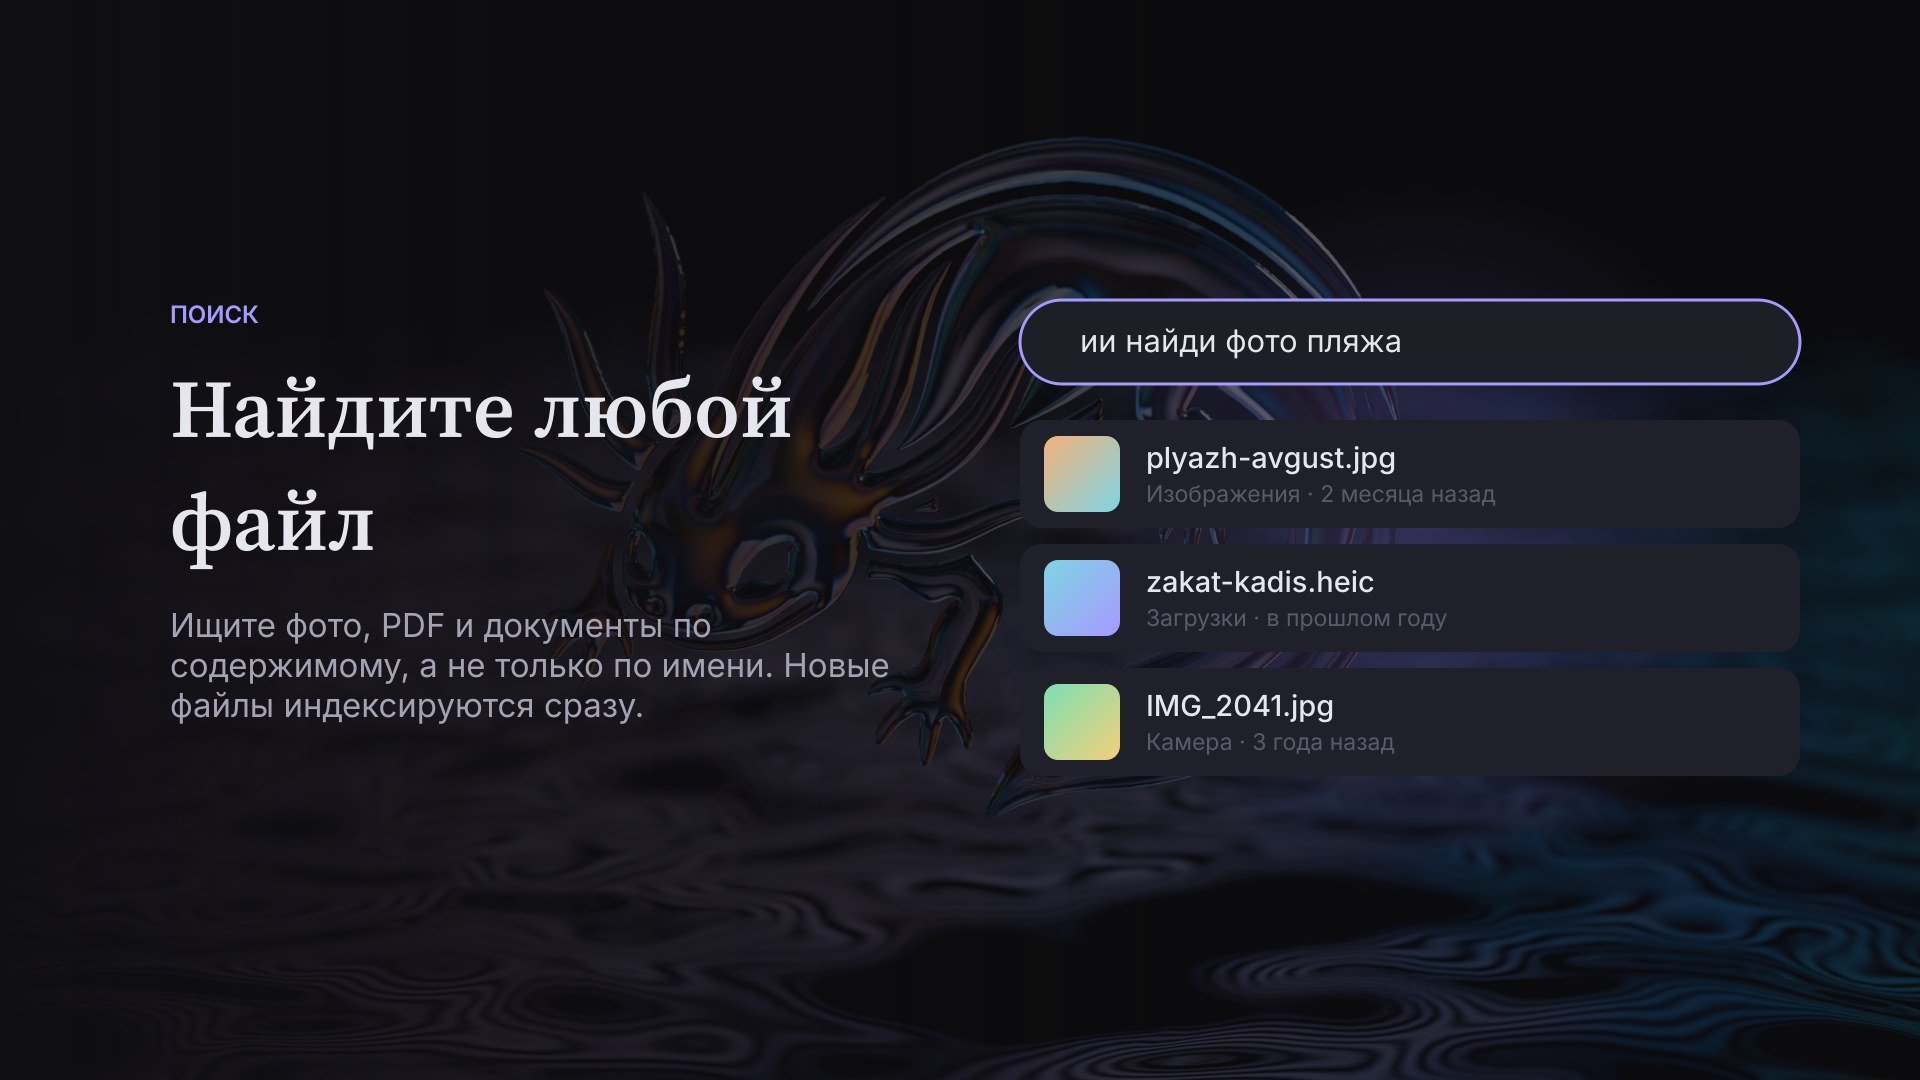 ПОИСК
Найдите любой
файл
Ищите фото, PDF и документы по
содержимому, а не только по имени. Новые
файлы индексируются сразу.
ии найди фото пляжа
plyazh-avgust.jpg
Изображения · 2 месяца назад
zakat-kadis.heic
Загрузки · в прошлом году
IMG_2041.jpg
Камера · 3 года назад